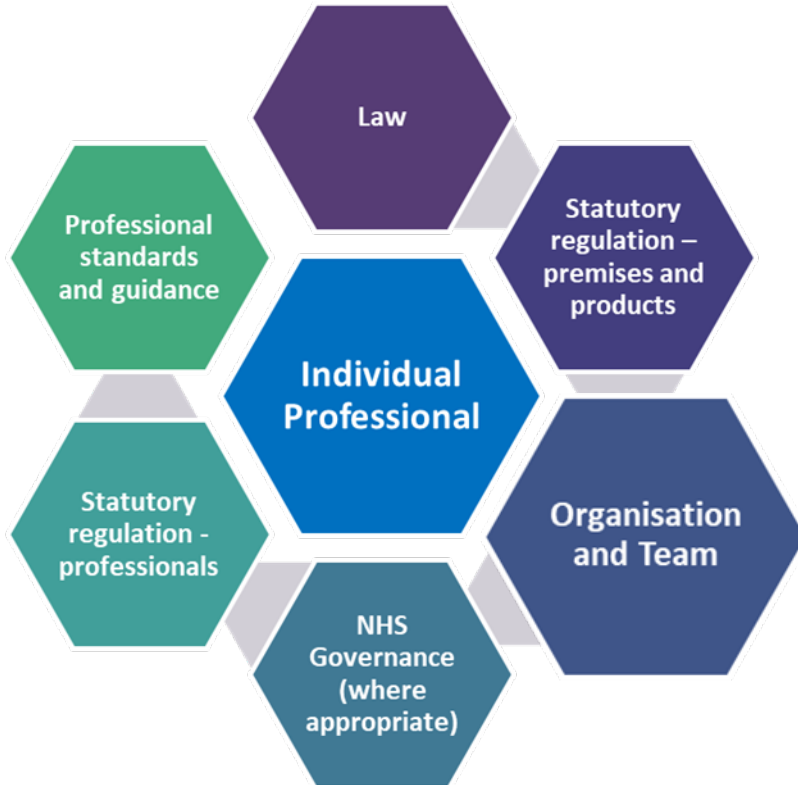 Law
Professional
standards
and guidance
Statutory
regulation –
premises and
products
Individual
Professional
Statutory
regulation -
professionals
Organisation
and Team
NHS
Governance
(where
appropriate)